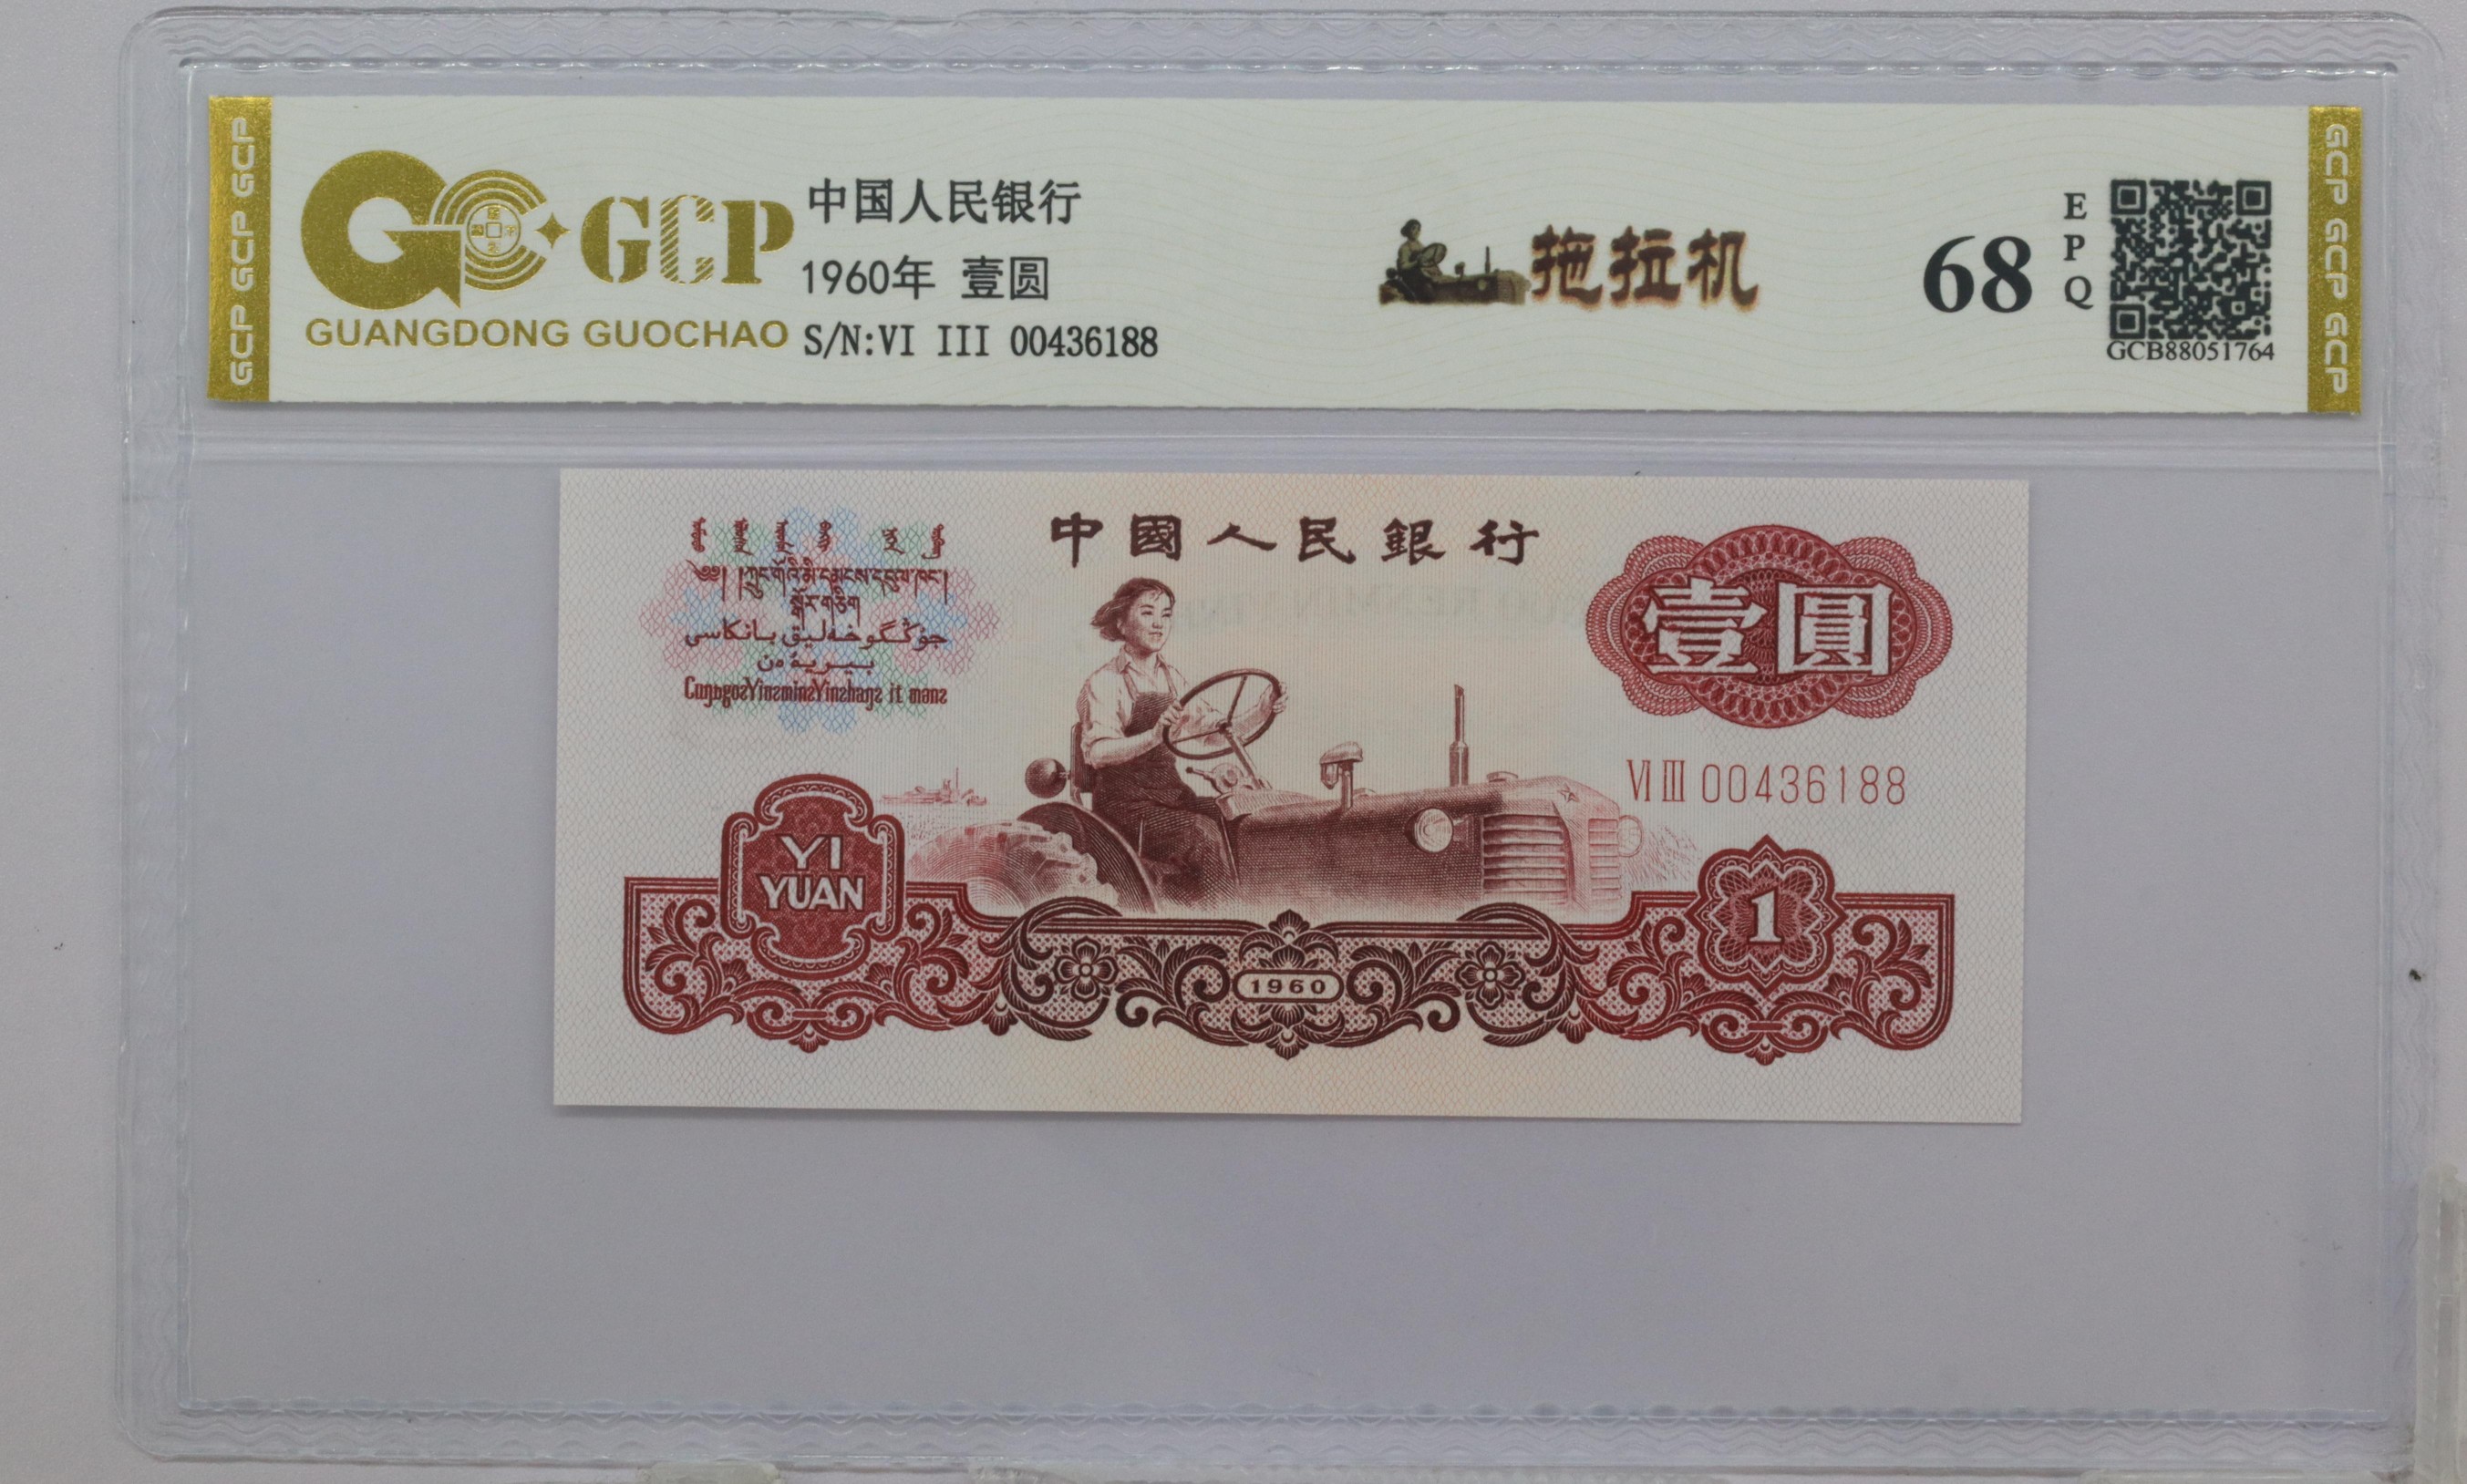 GCP GCP GCP
GCP
GUANGDONG GUOCHAO
中国人民银行
1960年 壹圆
S/N:VI III 00436188
拖拉机
68
E
P
Q
GCB88051764
GCP GCP GCP
中國人民銀行
壹圓
VI III 00436188
YI
YUAN
1960
1